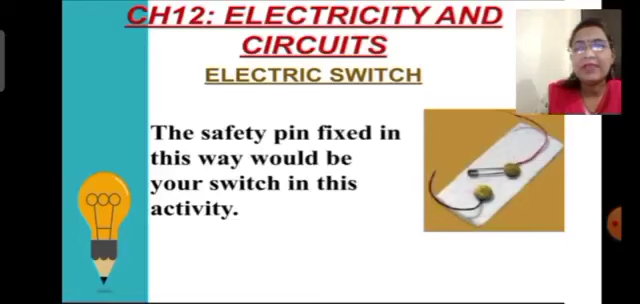 CH12: ELECTRICITY AND
CIRCUITS
ELECTRIC SWITCH
The safety pin fixed in
this way would be
your switch in this
activity.